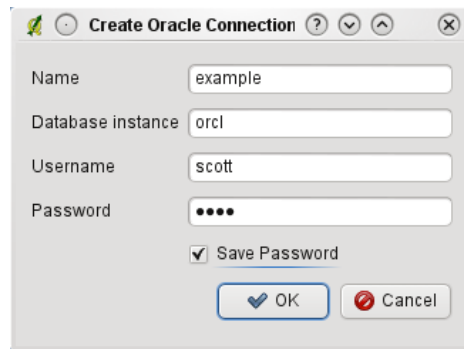 Create Oracle Connection
Name example
Database instance orcl
Username scott
Password ••••
Save Password
OK Cancel